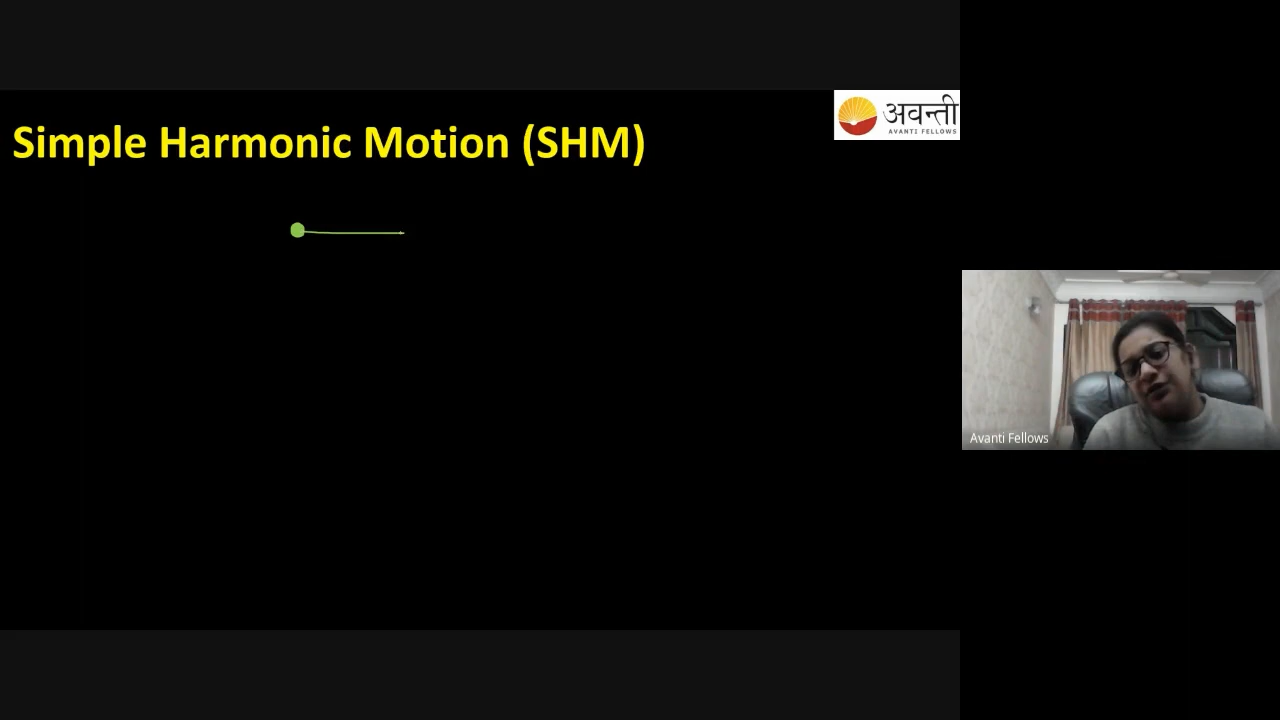 Simple Harmonic Motion (SHM)
अवन्ती
AVANTI FELLOWS
Avanti Fellows